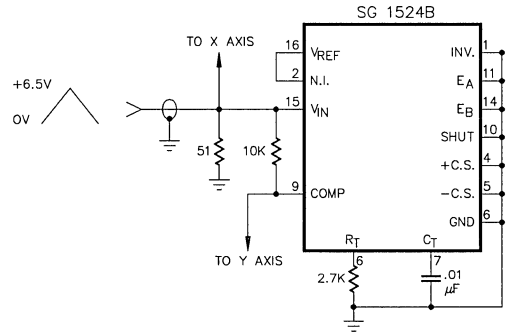 SG 1524B
TO X AXIS
+6.5V
0V
51
10K
TO Y AXIS
16 VREF
2 N.I.
15 VIN
9 COMP
INV. 1
EA 11
EB 14
SHUT 10
+C.S. 4
-C.S. 5
GND 6
RT
CT
6
7
2.7K
.01
μF